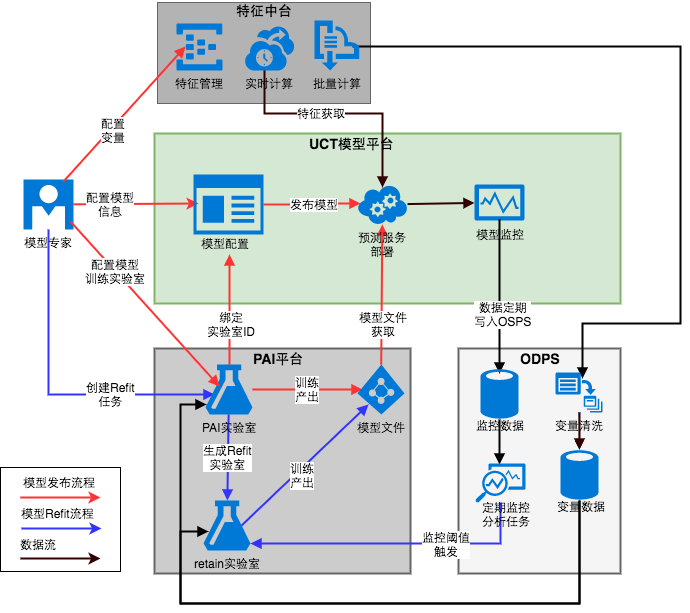 特征中台
特征管理
实时计算
批量计算
配置
变量
特征获取
UCT模型平台
模型专家
配置模型
信息
模型配置
发布模型
预测服务
部署
模型监控
配置模型
训练实验室
绑定
实验室ID
模型文件
获取
数据定期
写入OSPS
PAI平台
ODPS
创建Refit
任务
PAI实验室
训练
产出
模型文件
监控数据
变量清洗
生成Refit
实验室
训练
产出
定期监控
分析任务
变量数据
模型发布流程
模型Refit流程
数据流
retain实验室
监控阈值
触发